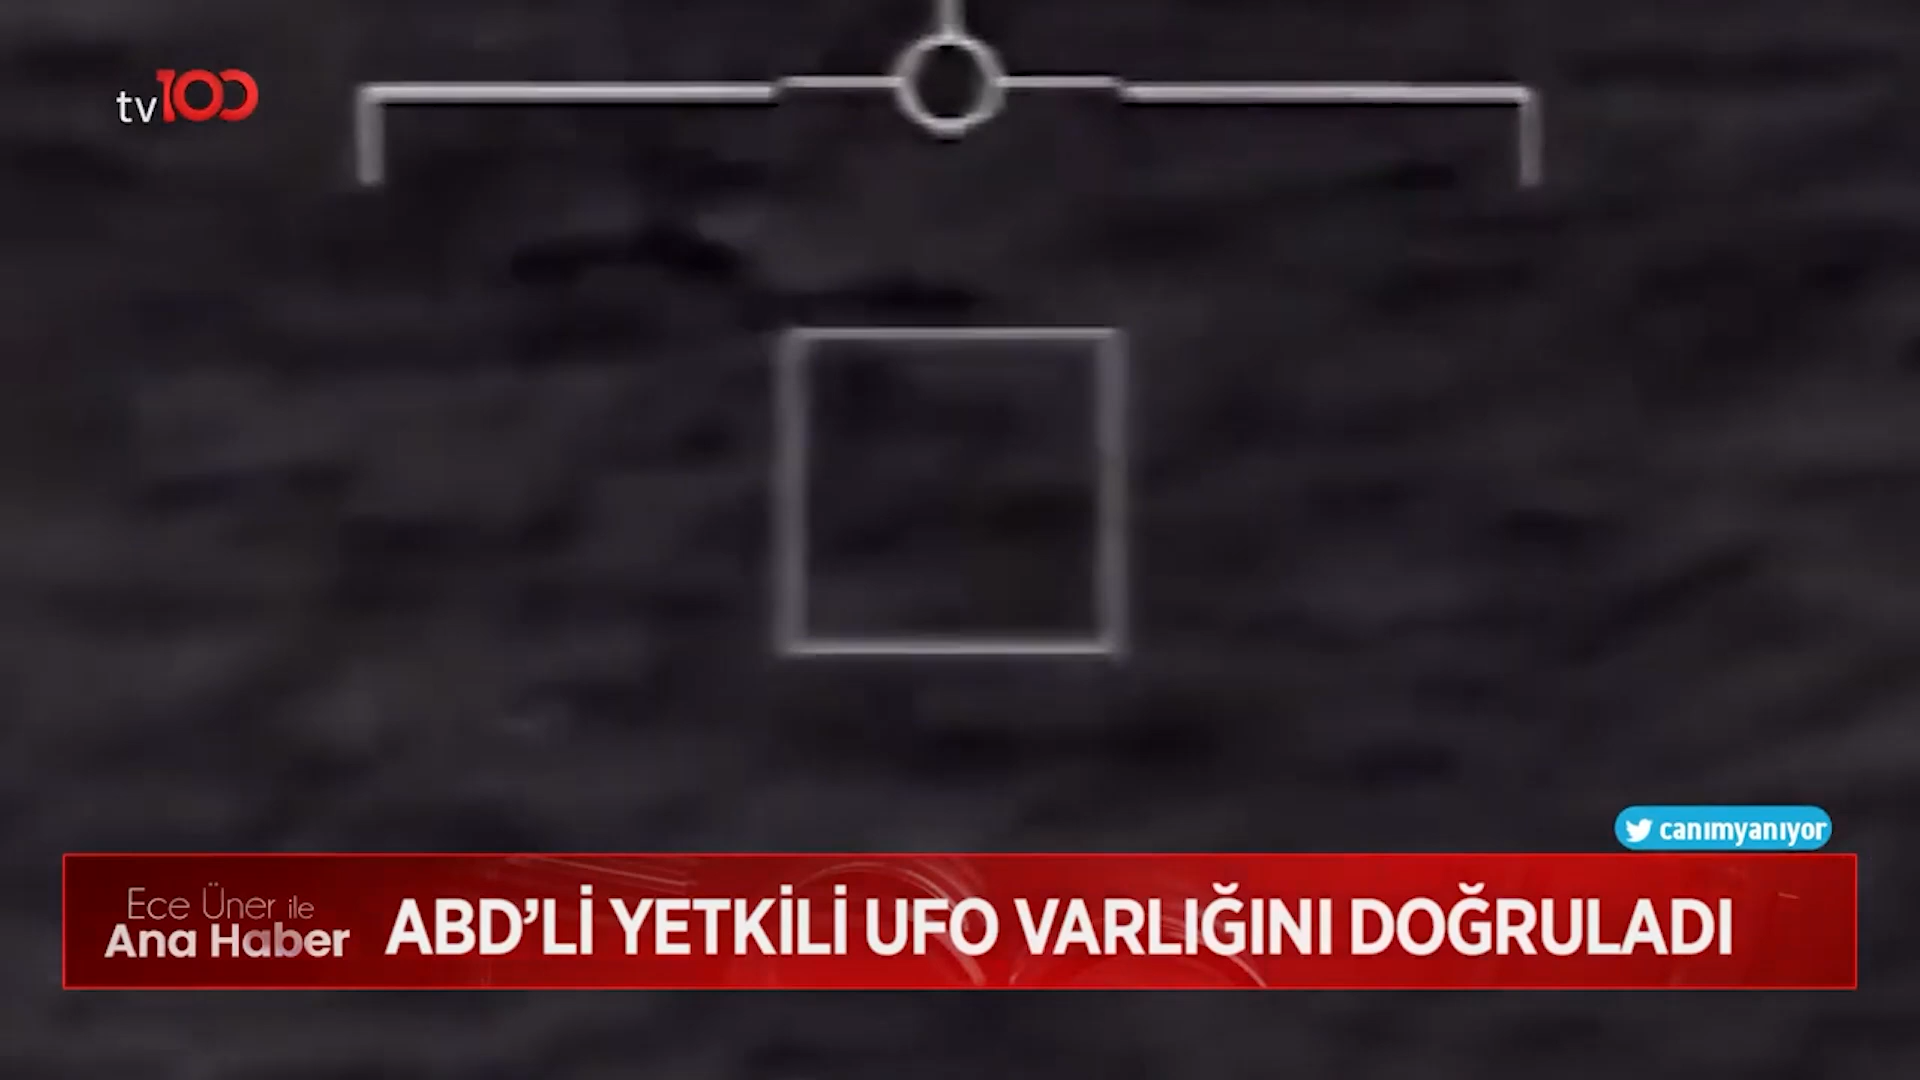 tv100
canımyanıyor
Ece Üner ile
Ana Haber
ABD'Lİ YETKİLİ UFO VARLIĞINI DOĞRULADI